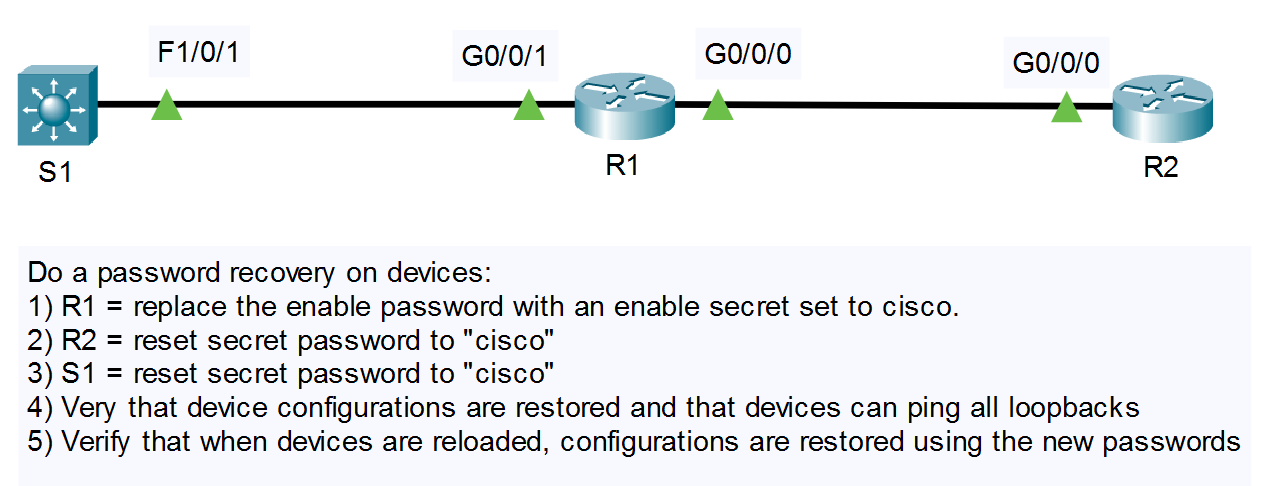 F1/0/1
G0/0/1
G0/0/0
G0/0/0
S1
R1
R2
Do a password recovery on devices:
1) R1 = replace the enable password with an enable secret set to cisco.
2) R2 = reset secret password to "cisco"
3) S1 = reset secret password to "cisco"
4) Very that device configurations are restored and that devices can ping all loopbacks
5) Verify that when devices are reloaded, configurations are restored using the new passwords